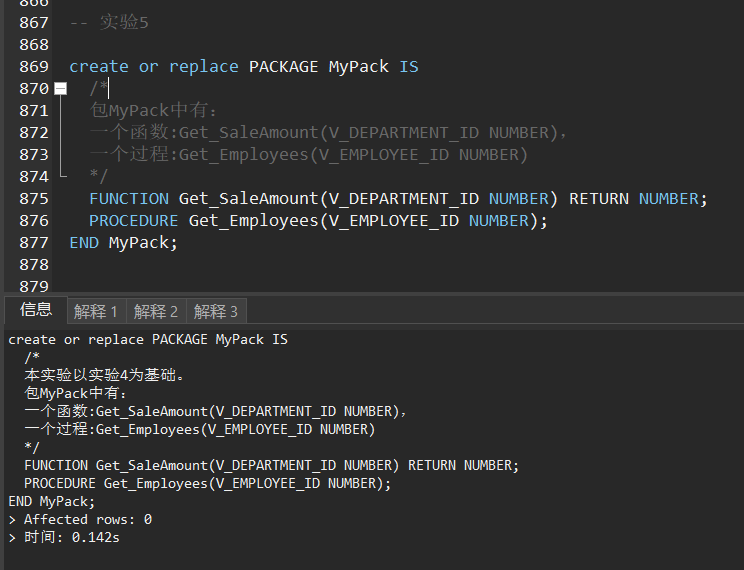 866
867 -- 实验5
868
869 create or replace PACKAGE MyPack IS
870 /*
871 包MyPack中有：
872 一个函数:Get_SaleAmount(V_DEPARTMENT_ID NUMBER)，
873 一个过程:Get_Employees(V_EMPLOYEE_ID NUMBER)
874 */
875 FUNCTION Get_SaleAmount(V_DEPARTMENT_ID NUMBER) RETURN NUMBER;
876 PROCEDURE Get_Employees(V_EMPLOYEE_ID NUMBER);
877 END MyPack;
878
879
信息 解释 1 解释 2 解释 3
create or replace PACKAGE MyPack IS
/*
本实验以实验4为基础。
包MyPack中有：
一个函数:Get_SaleAmount(V_DEPARTMENT_ID NUMBER)，
一个过程:Get_Employees(V_EMPLOYEE_ID NUMBER)
*/
FUNCTION Get_SaleAmount(V_DEPARTMENT_ID NUMBER) RETURN NUMBER;
PROCEDURE Get_Employees(V_EMPLOYEE_ID NUMBER);
END MyPack;
> Affected rows: 0
> 时间: 0.142s